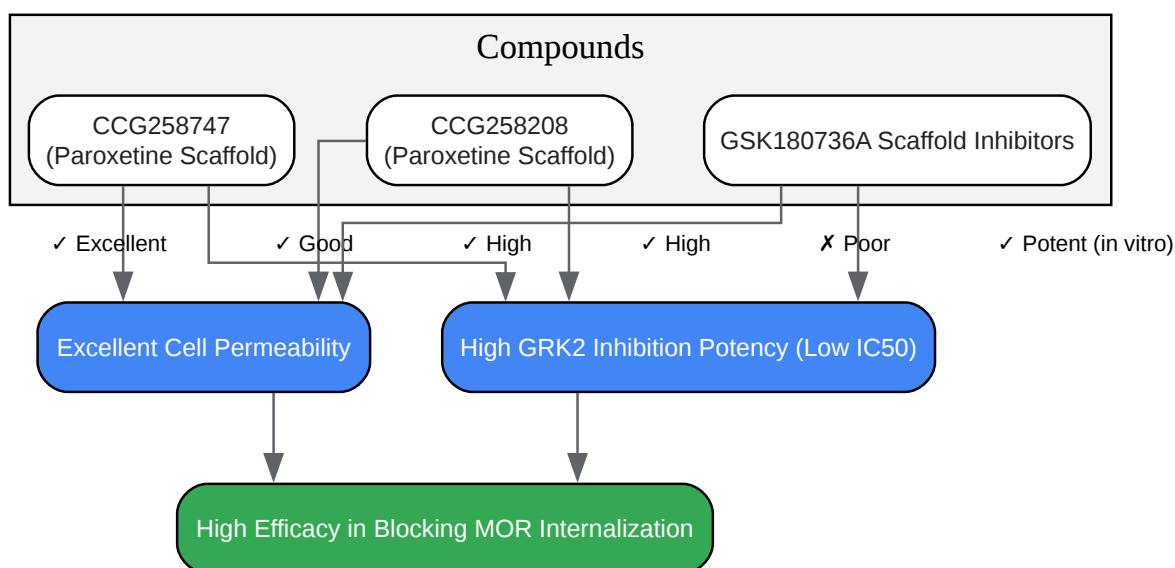 Compounds
CCG258747
(Paroxetine Scaffold)
CCG258208
(Paroxetine Scaffold)
GSK180736A Scaffold Inhibitors
✓ Excellent
✓ Good
✓ High
✓ High
✗ Poor
✓ Potent (in vitro)
Excellent Cell Permeability
High GRK2 Inhibition Potency (Low IC50)
High Efficacy in Blocking MOR Internalization